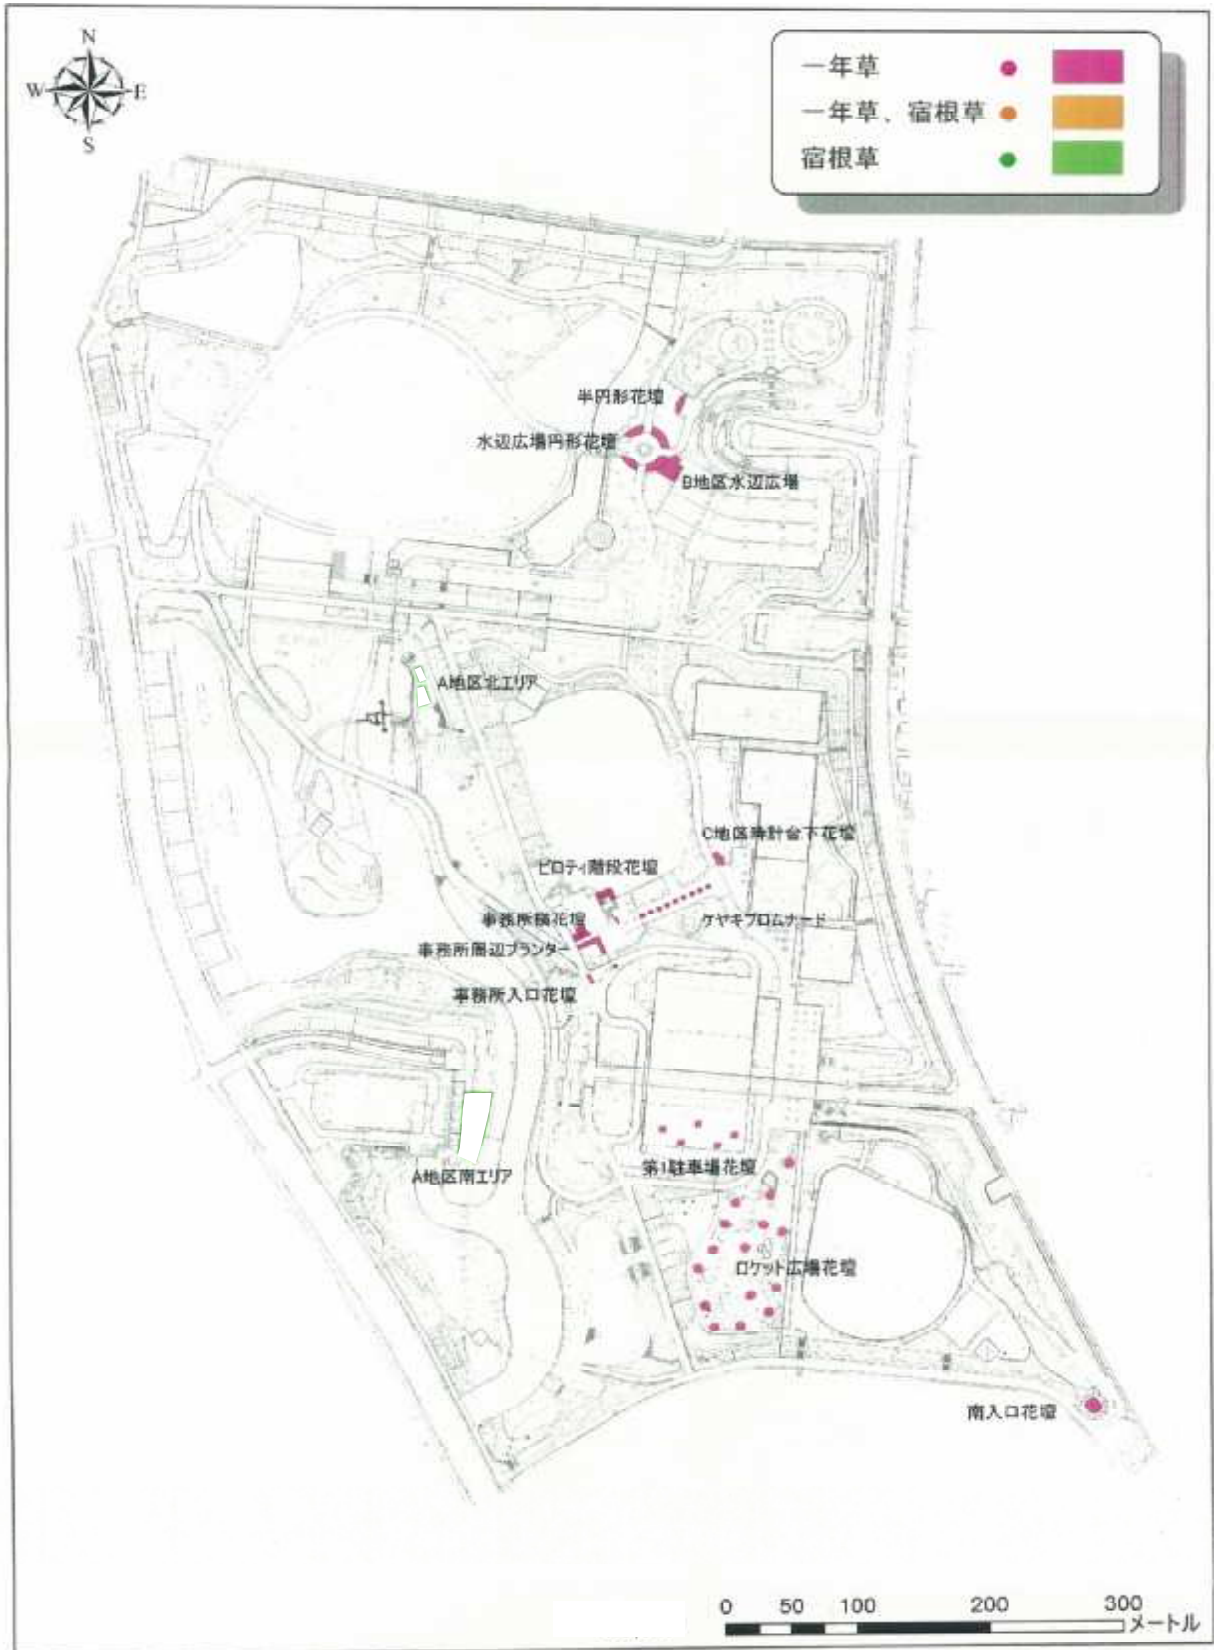 N
W
E
S
一年草
一年草、宿根草
宿根草
半円形花壇
水辺広場円形花壇
B地区水辺広場
A地区北エリア
C地区時計台下花壇
ピロティ階段花壇
事務所横花壇
ケヤキプロムナード
事務所周辺プランター
事務所入口花壇
第1駐車場花壇
A地区南エリア
ロケット広場花壇
南入口花壇
0 50 100 200 300
メートル